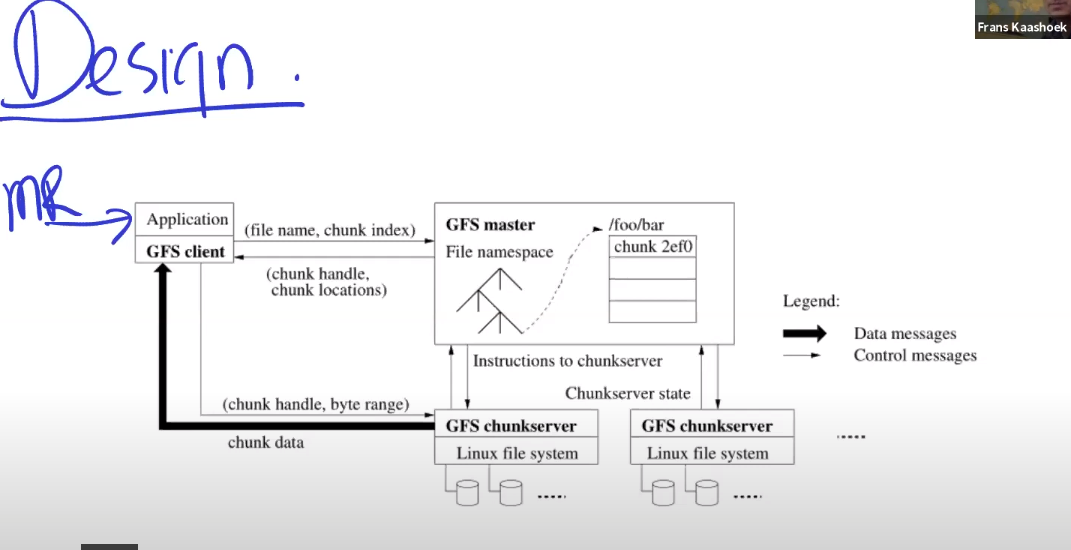 Frans Kaashoek
Design.
MR
Application
GFS client
(file name, chunk index)
(chunk handle,
chunk locations)
GFS master
File namespace
/foo/bar
chunk 2ef0
Legend:
Data messages
Control messages
Instructions to chunkserver
Chunkserver state
(chunk handle, byte range)
chunk data
GFS chunkserver
Linux file system
.....
GFS chunkserver
Linux file system
.....
.....